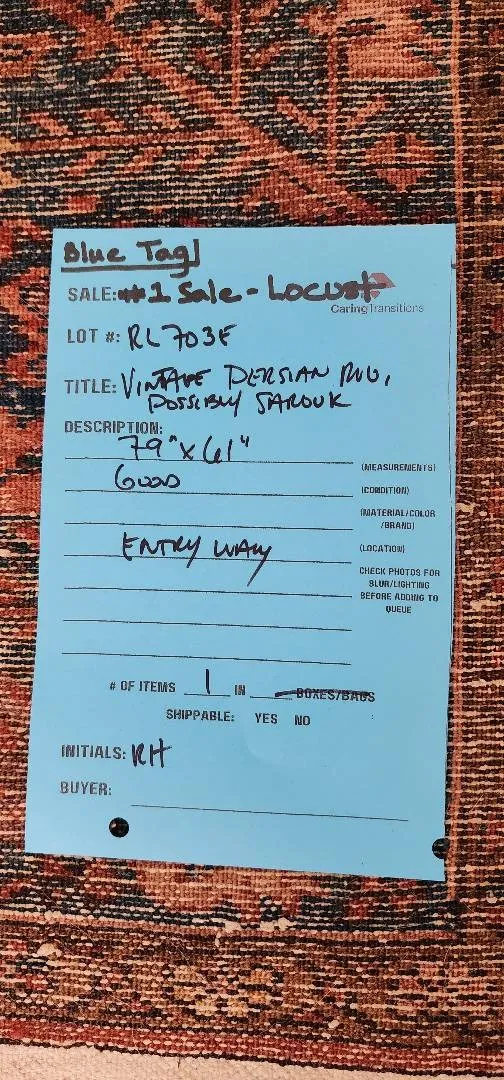 Blue Tag
SALE: #1 Sale - Locust
CaringTransitions
LOT #: RL703F
TITLE: VINTAGE PERSIAN RUG,
POSSIBLY SAROUK
DESCRIPTION:
79" x 61"
(MEASUREMENTS)
GOOD
(CONDITION)
(MATERIAL/COLOR
/BRAND)
ENTRY WAY
(LOCATION)
CHECK PHOTOS FOR
BLUR/LIGHTING
BEFORE ADDING TO
QUEUE
# OF ITEMS 1 IN BOXES/BAGS
SHIPPABLE: YES NO
INITIALS: RH
BUYER: